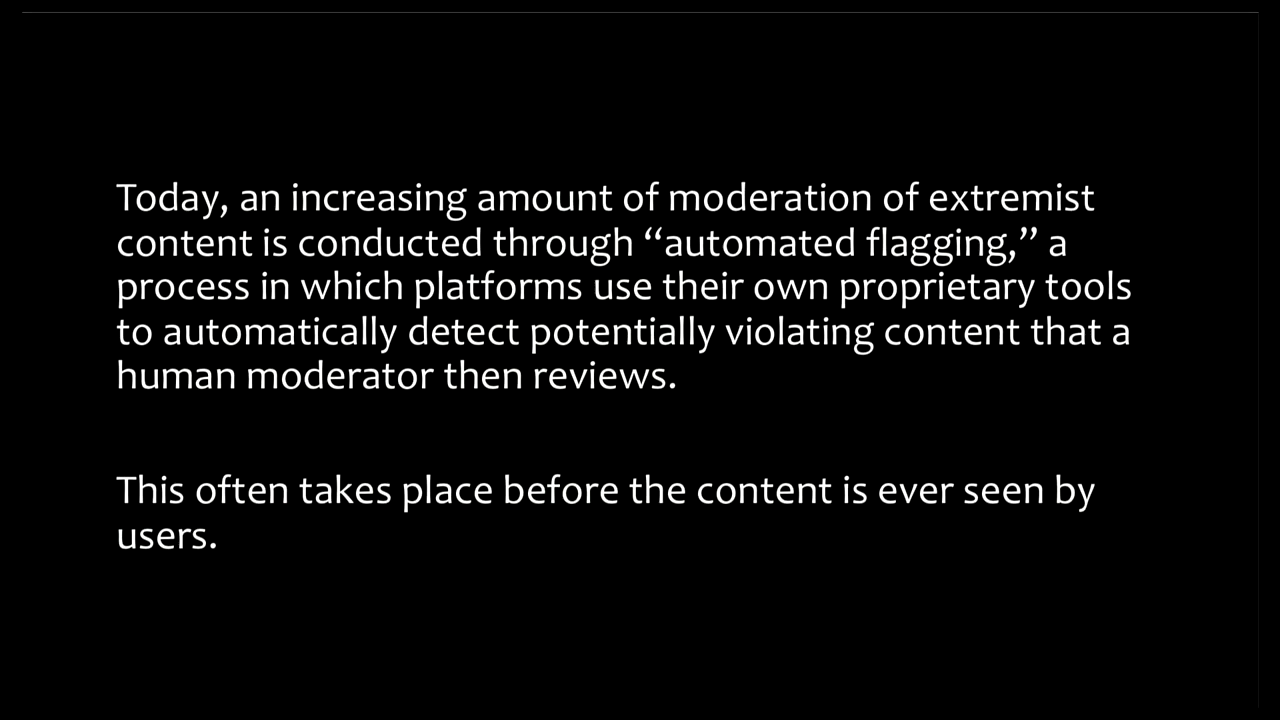 Today, an increasing amount of moderation of extremist
content is conducted through “automated flagging,” a
process in which platforms use their own proprietary tools
to automatically detect potentially violating content that a
human moderator then reviews.
This often takes place before the content is ever seen by
users.